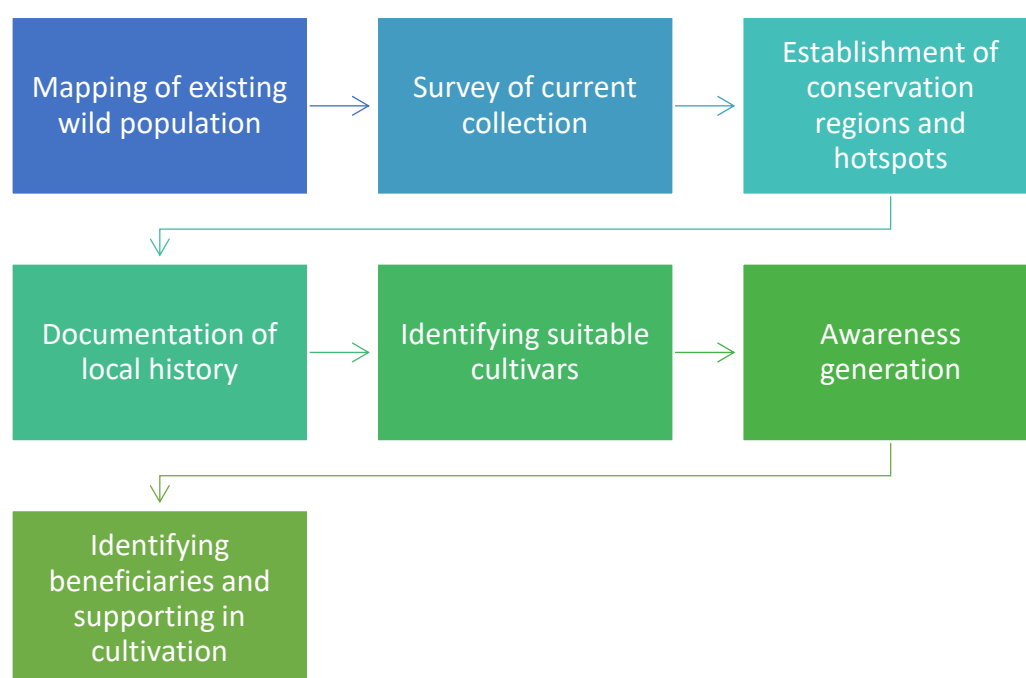 Mapping of existing
wild population
Survey of current
collection
Establishment of
conservation
regions and
hotspots
Documentation of
local history
Identifying suitable
cultivars
Awareness
generation
Identifying
beneficiaries and
supporting in
cultivation